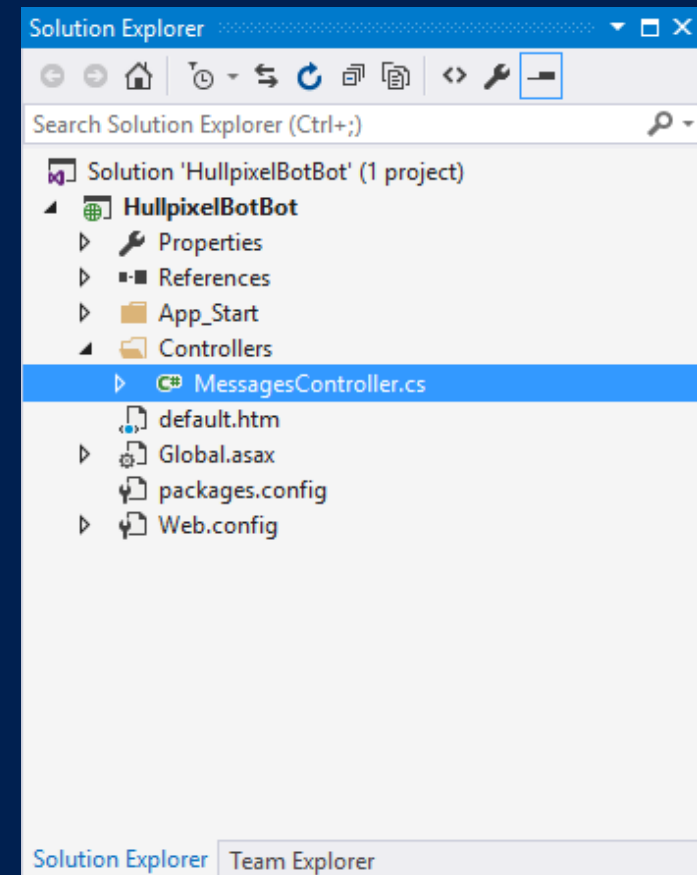 Solution Explorer
Search Solution Explorer (Ctrl+;)
Solution 'HullpixelBotBot' (1 project)
HullpixelBotBot
Properties
References
App_Start
Controllers
C# MessagesController.cs
default.htm
Global.asax
packages.config
Web.config
Solution Explorer Team Explorer